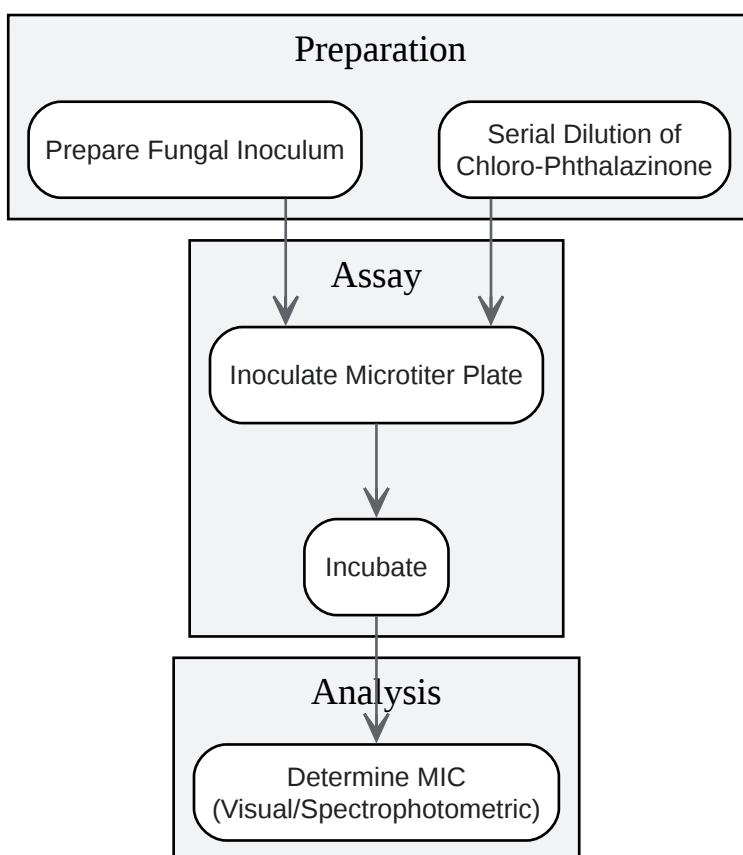 Preparation
Prepare Fungal Inoculum
Serial Dilution of
Chloro-Phthalazinone
Assay
Inoculate Microtiter Plate
Incubate
Analysis
Determine MIC
(Visual/Spectrophotometric)